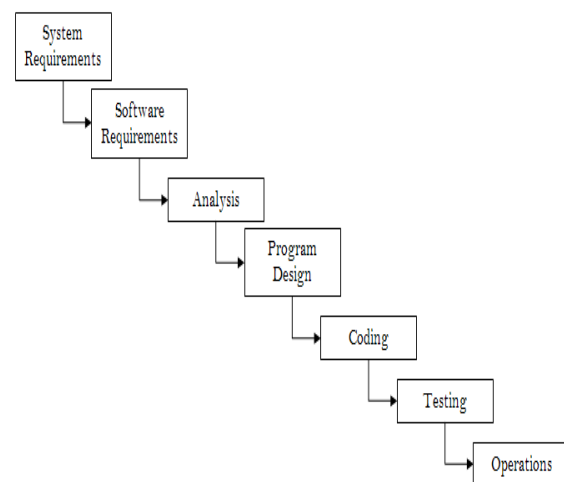 System
Requirements
Software
Requirements
Analysis
Program
Design
Coding
Testing
Operations